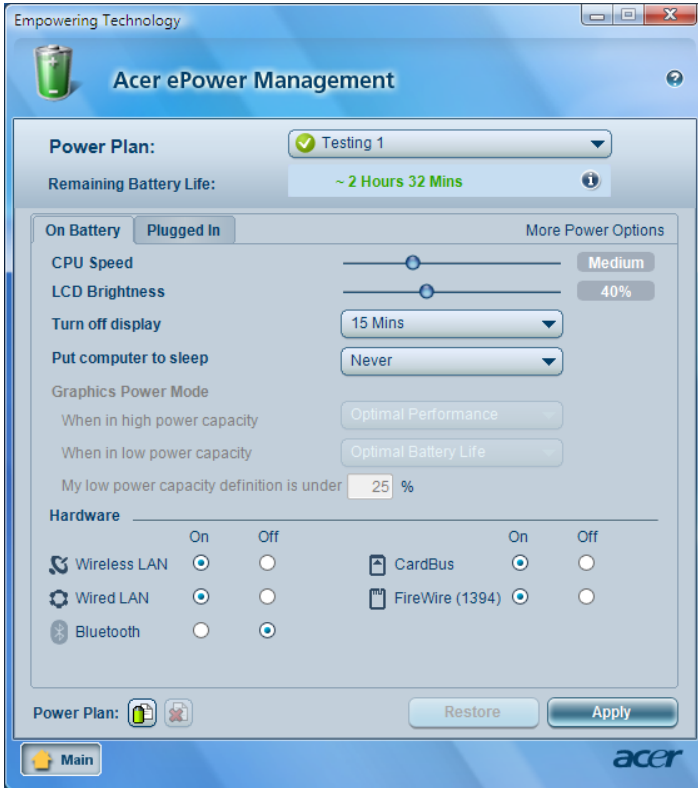 Empowering Technology
Acer ePower Management
Power Plan: Testing 1
Remaining Battery Life: ~ 2 Hours 32 Mins
On Battery Plugged In More Power Options
CPU Speed Medium
LCD Brightness 40%
Turn off display 15 Mins
Put computer to sleep Never
Graphics Power Mode
When in high power capacity Optimal Performance
When in low power capacity Optimal Battery Life
My low power capacity definition is under 25 %
Hardware
On Off On Off
Wireless LAN CardBus
Wired LAN FireWire (1394)
Bluetooth
Power Plan: Restore Apply
Main acer